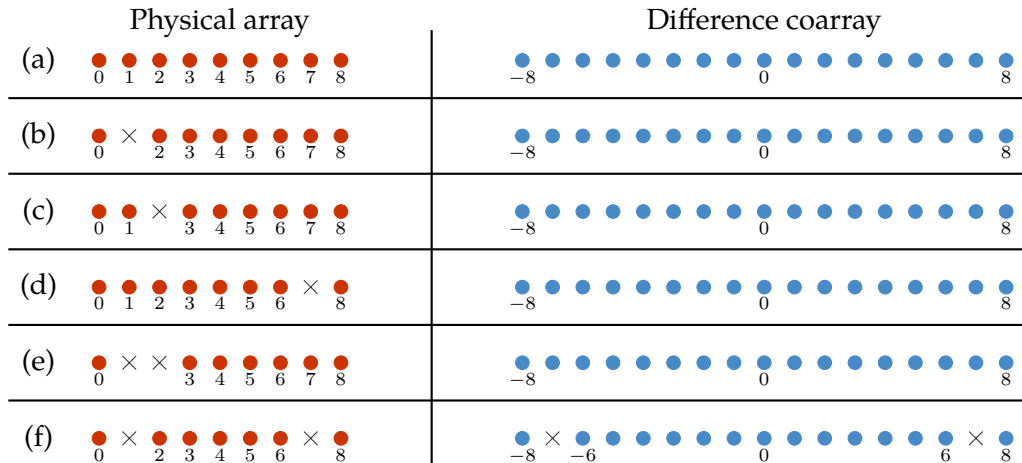 Physical array Difference coarray
(a) 0 1 2 3 4 5 6 7 8 −8 0 8
(b) × 0 2 3 4 5 6 7 8 −8 0 8
(c) × 0 1 3 4 5 6 7 8 −8 0 8
(d) × 0 1 2 3 4 5 6 8 −8 0 8
(e) × × 0 3 4 5 6 7 8 −8 0 8
(f) × × × × 0 2 3 4 5 6 8 −8 −6 0 6 8